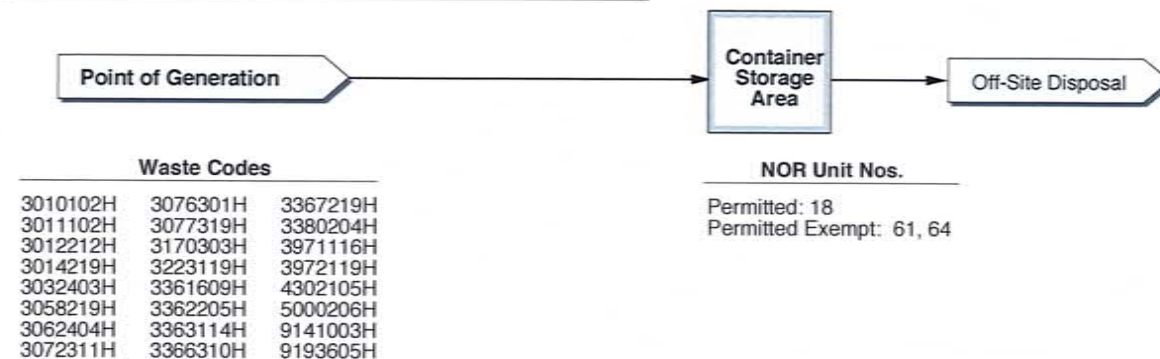 Point of Generation
Container
Storage
Area
Off-Site Disposal
Waste Codes
3010102H 3076301H 3367219H
3011102H 3077319H 3380204H
3012212H 3170303H 3971116H
3014219H 3223119H 3972119H
3032403H 3361609H 4302105H
3058219H 3362205H 5000206H
3062404H 3363114H 9141003H
3072311H 3366310H 9193605H
NOR Unit Nos.
Permitted: 18
Permitted Exempt: 61, 64